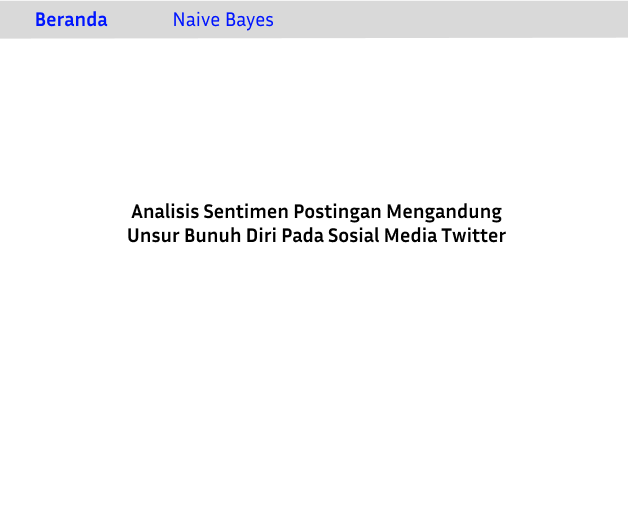 Beranda Naive Bayes
Analisis Sentimen Postingan Mengandung
Unsur Bunuh Diri Pada Sosial Media Twitter